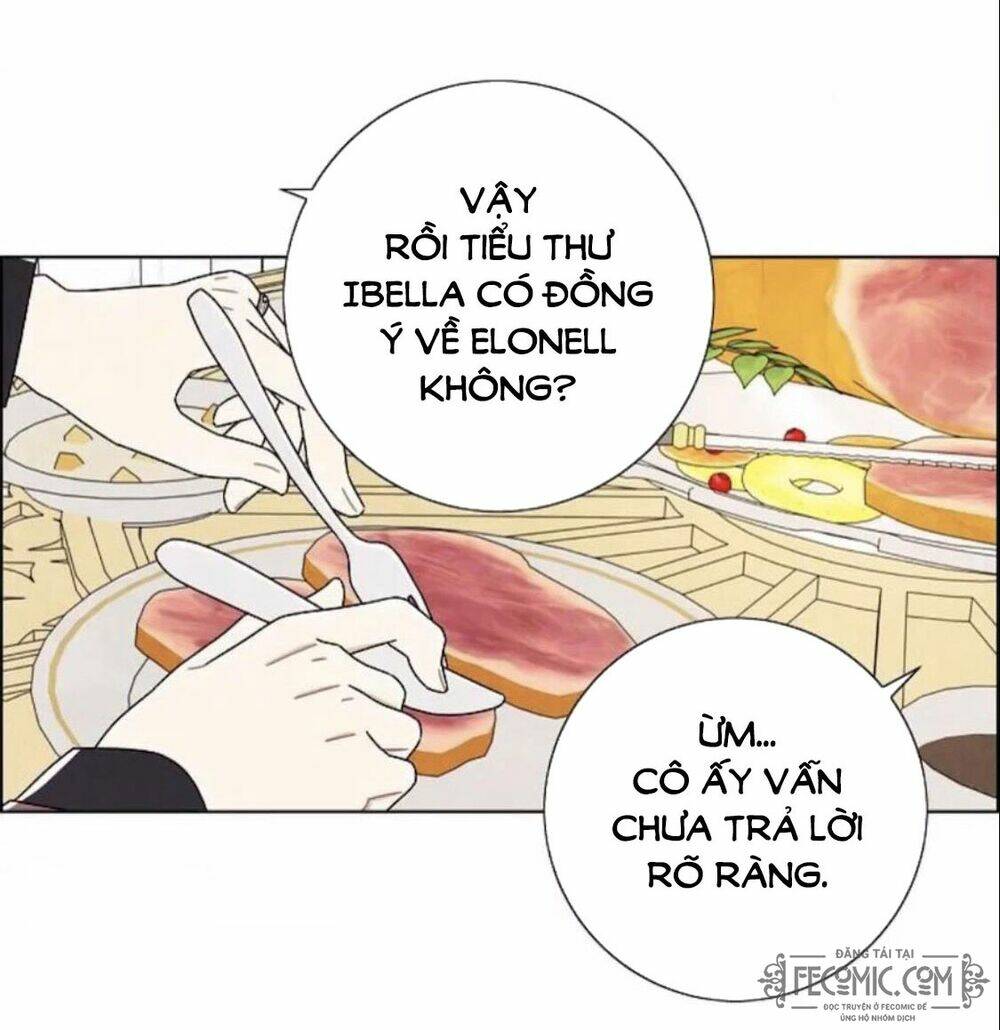 VẬY
RỒI TIỂU THƯ
IBELLA CÓ ĐỒNG
Ý VỀ ELONELL
KHÔNG?
ỪM...
CÔ ẤY VẪN
CHƯA TRẢ LỜI
RÕ RÀNG.
ĐĂNG TẢI TẠI
FECOMIC.COM
ĐỌC TRUYỆN Ở FECOMIC ĐỂ
ỦNG HỘ NHÓM DỊCH